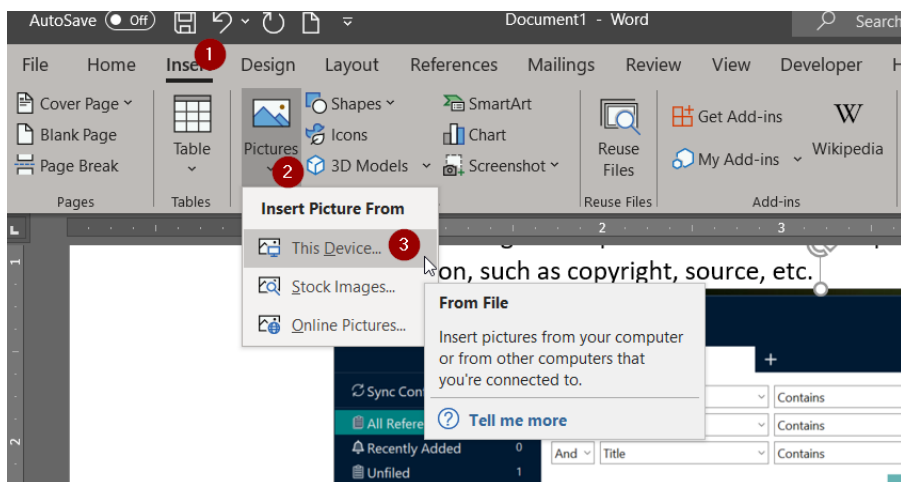 AutoSave Off Document1 - Word Search
1
File Home Design Layout References Mailings Review View Developer H
Cover Page Shapes SmartArt Get Add-ins W
Blank Page Icons Chart
Table Pictures Reuse Files My Add-ins Wikipedia
Page Break 2 3D Models Screenshot
Pages Tables Reuse Files Add-ins
Insert Picture From
L 2 3
This Device... 3
1
on, such as copyright, source, etc.
Stock Images...
From File
Online Pictures...
Insert pictures from your computer
or from other computers that
you're connected to.
+
Sync Con
Contains
Tell me more
All Refere
Contains
Recently Added 0
And Title Contains
2
Unfiled 1